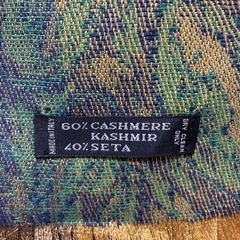 MADE IN ITALY
60% CASHMERE
KASHMIR
40% SETA
DRY CLEAN
ONLY